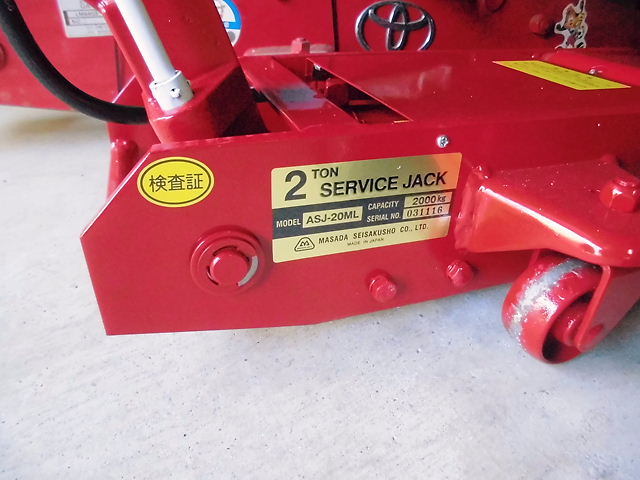 検査証
2 TON
SERVICE JACK
MODEL ASJ-20ML
CAPACITY 2000kg
SERIAL NO. 031116
MASADA SEISAKUSHO CO., LTD.
MADE IN JAPAN